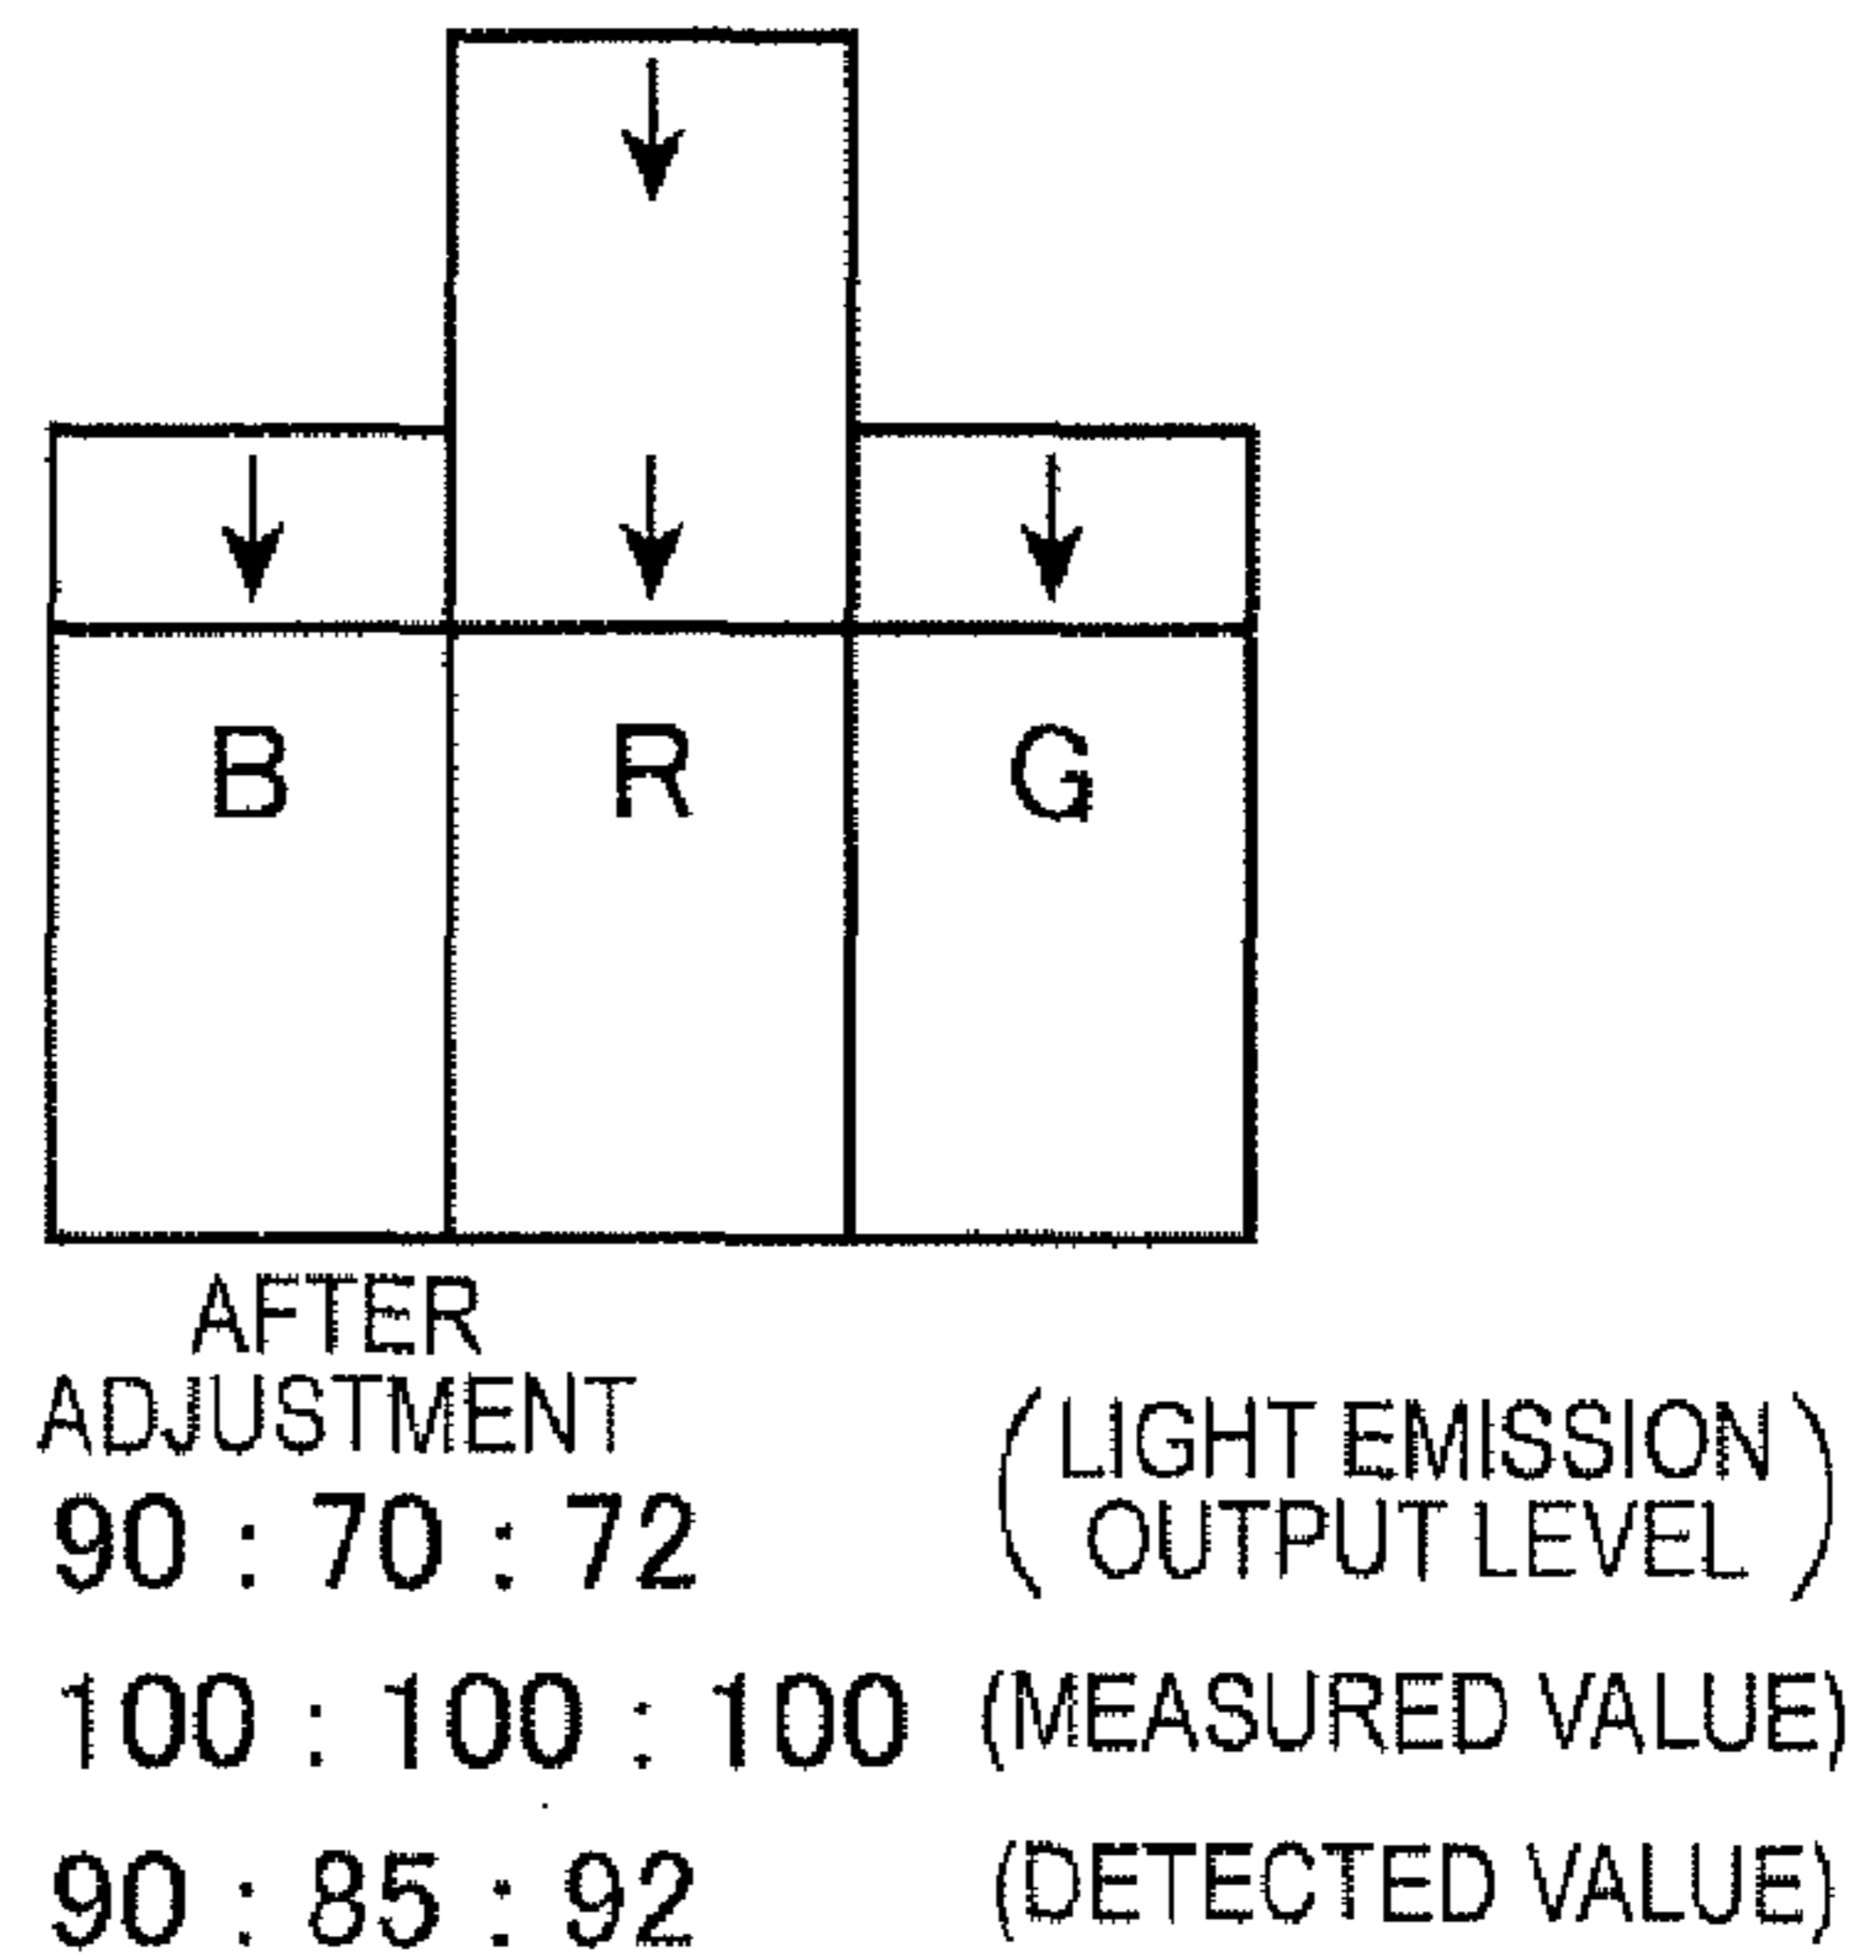 B R G
AFTER
ADJUSTMENT
(LIGHT EMISSION
OUTPUT LEVEL)
90 : 70 : 72
100 : 100 : 100 (MEASURED VALUE)
90 : 85 : 92 (DETECTED VALUE)